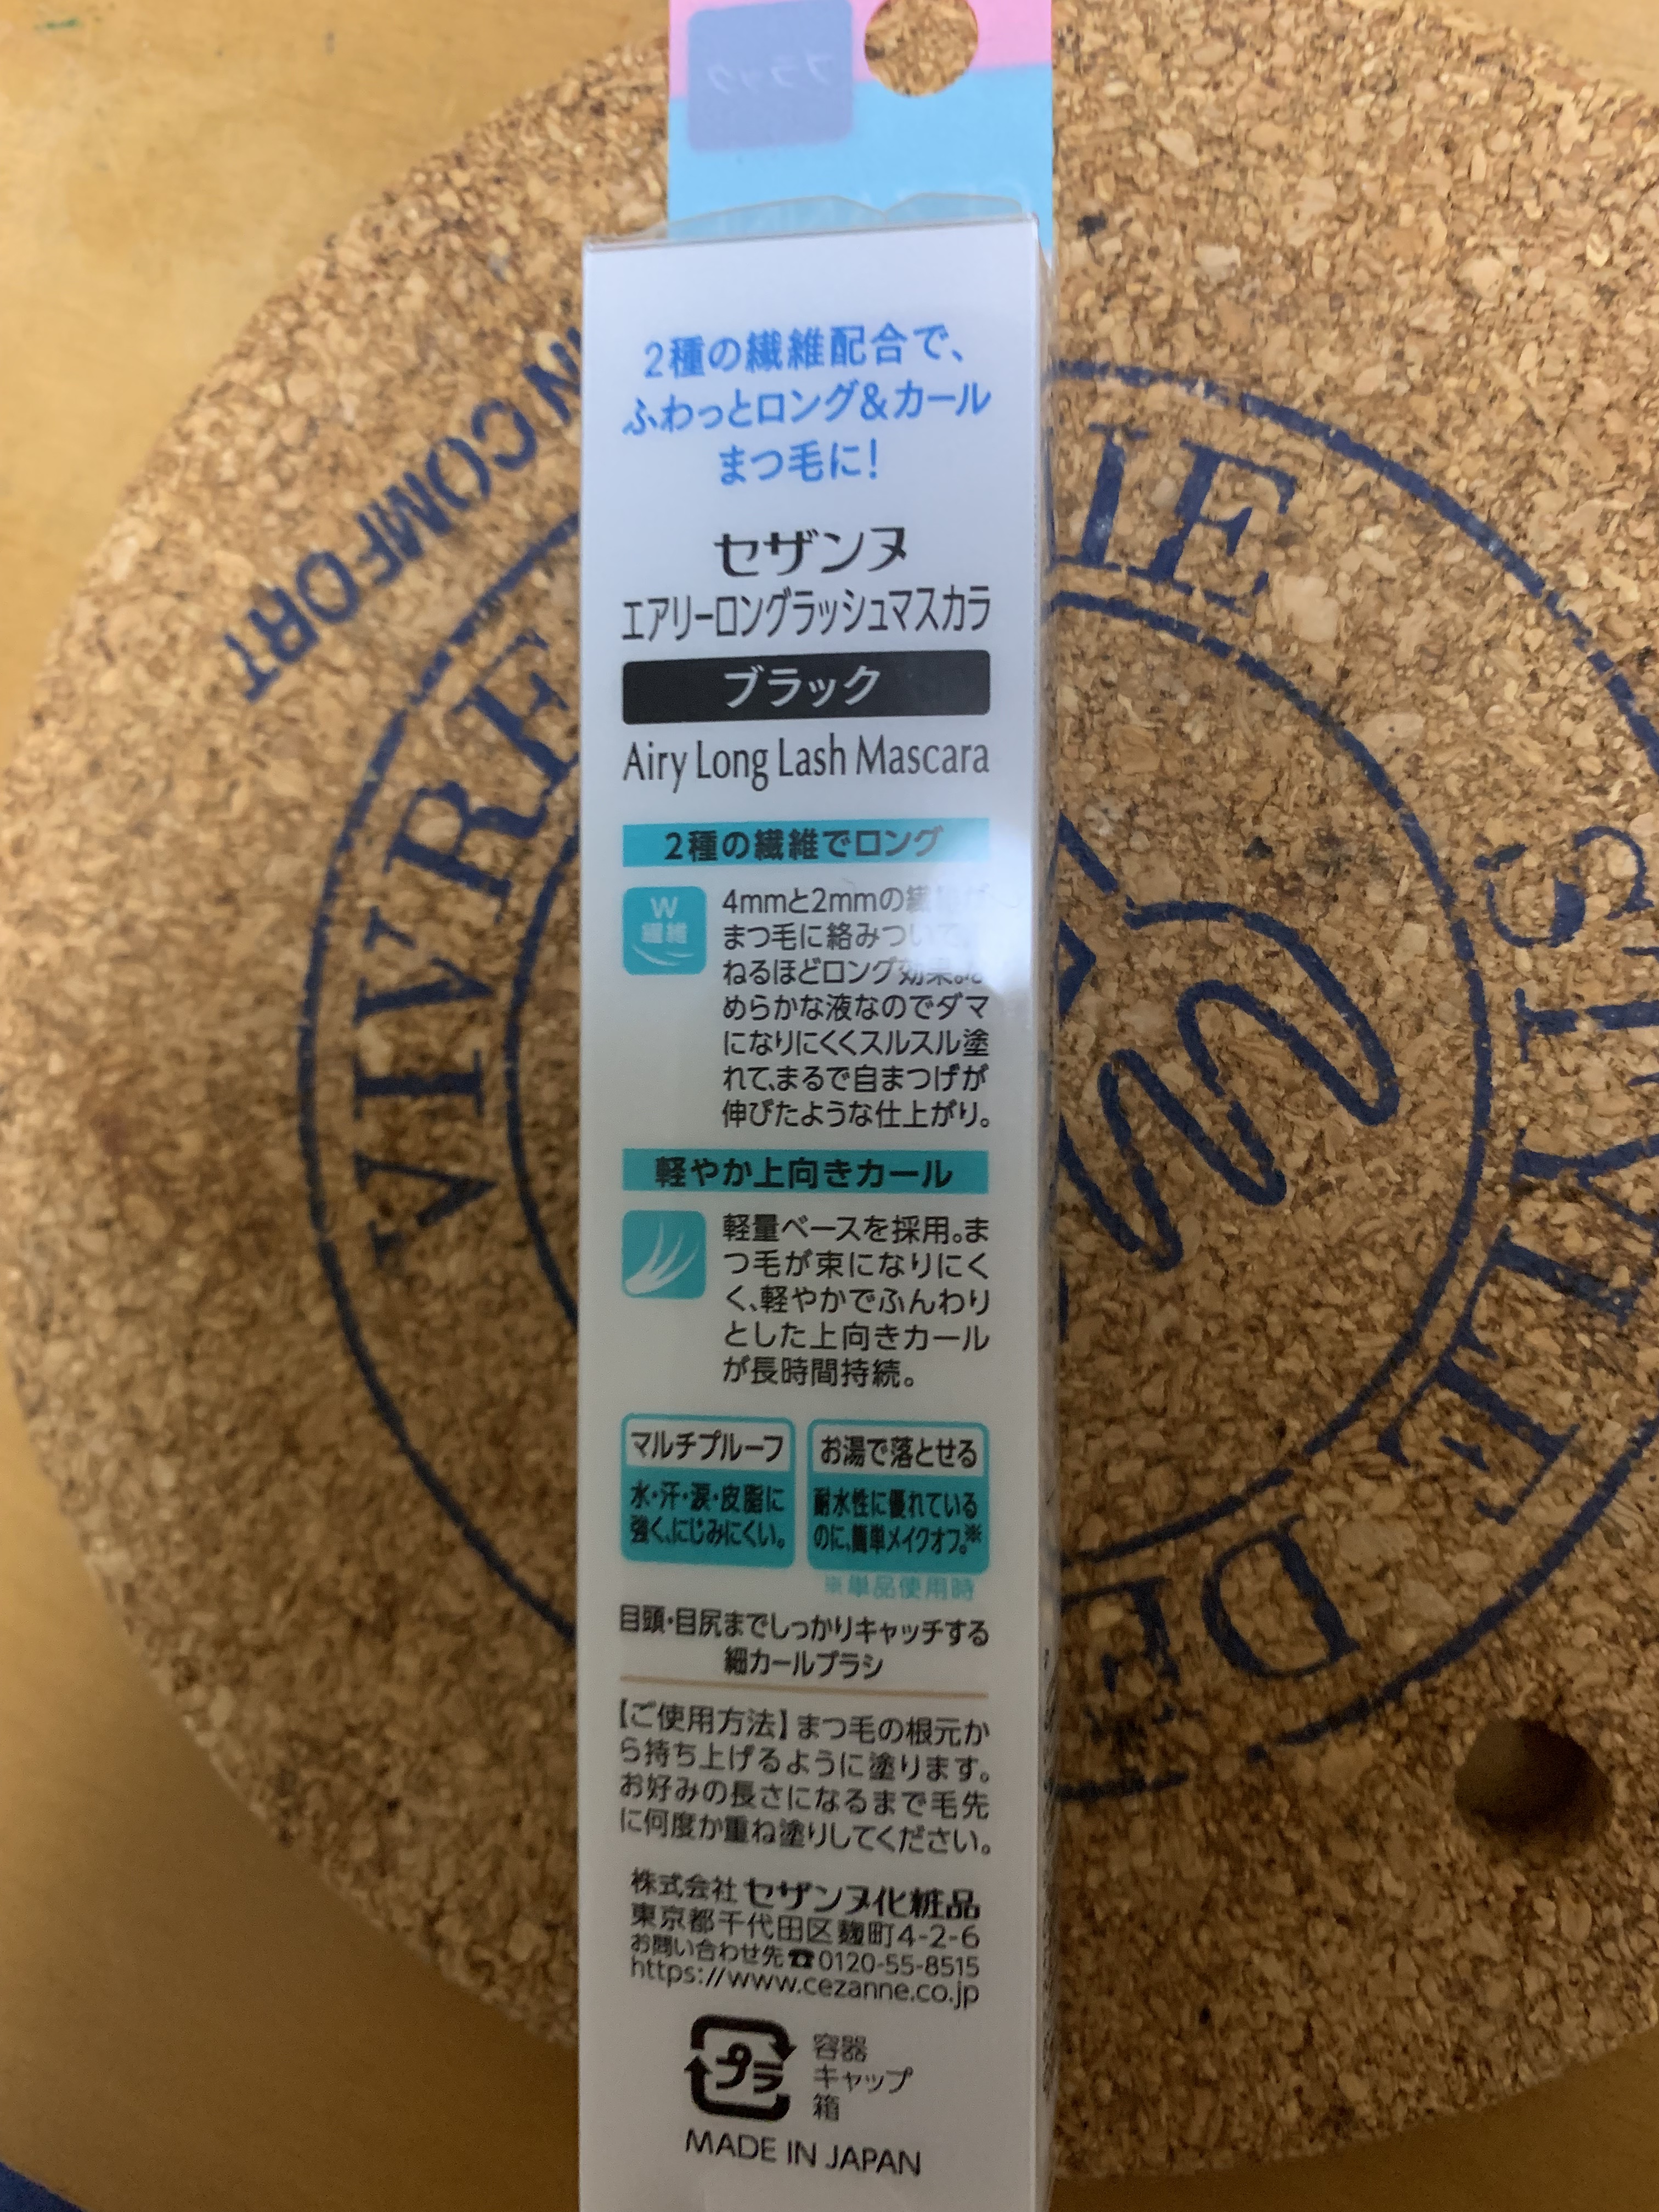 ブラック
2種の繊維配合で、
ふわっとロング&カール
まつ毛に!
セザンヌ
エアリーロングラッシュマスカラ
ブラック
Airy Long Lash Mascara
2種の繊維でロング
W
繊維
4mmと2mmの繊維が
まつ毛に絡みついて、
ねるほどロング効果。な
めらかな液なのでダマ
になりにくくスルスル塗
れて、まるで自まつげが
伸びたような仕上がり。
軽やか上向きカール
軽量ベースを採用。ま
つ毛が束になりにく
く、軽やかでふんわり
とした上向きカール
が長時間持続。
マルチプルーフ
水・汗・涙・皮脂に
強く、にじみにくい。
お湯で落とせる
耐水性に優れている
のに、簡単メイクオフ。※
※単品使用時
目頭・目尻までしっかりキャッチする
細カールブラシ
【ご使用方法】まつ毛の根元か
ら持ち上げるように塗ります。
お好みの長さになるまで毛先
に何度か重ね塗りしてください。
株式会社 セザンヌ化粧品
東京都千代田区麹町4-2-6
お問い合わせ先☎0120-55-8515
https://www.cezanne.co.jp
プラ
容器
キャップ
箱
MADE IN JAPAN
COMFORT
VIVRE
DE